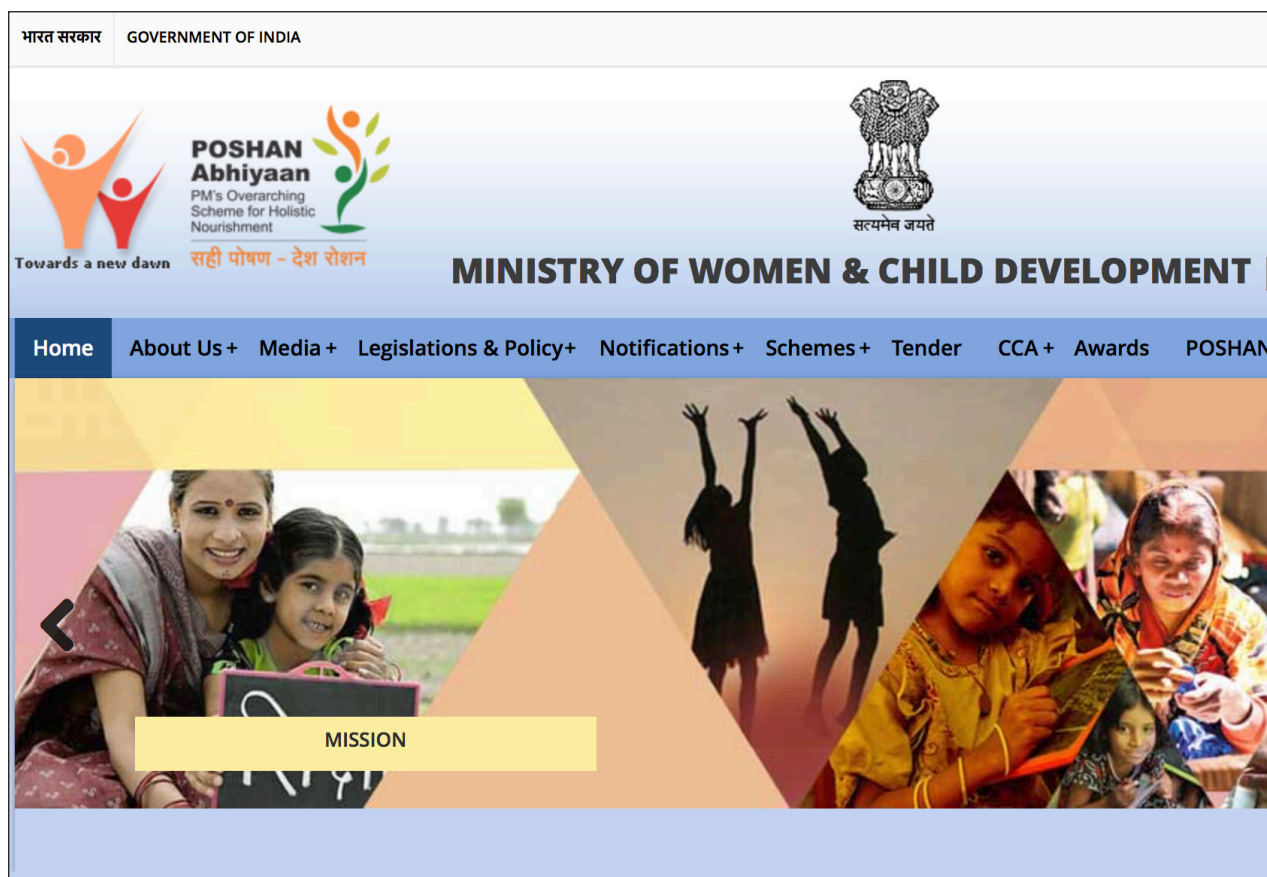 भारत सरकार
GOVERNMENT OF INDIA
POSHAN
Abhiyaan
PM's Overarching
Scheme for Holistic
Nourishment
सही पोषण – देश रोशन
Towards a new dawn
सत्यमेव जयते
MINISTRY OF WOMEN & CHILD DEVELOPMENT
Home
About Us +
Media +
Legislations & Policy+
Notifications +
Schemes +
Tender
CCA +
Awards
POSHAN
MISSION